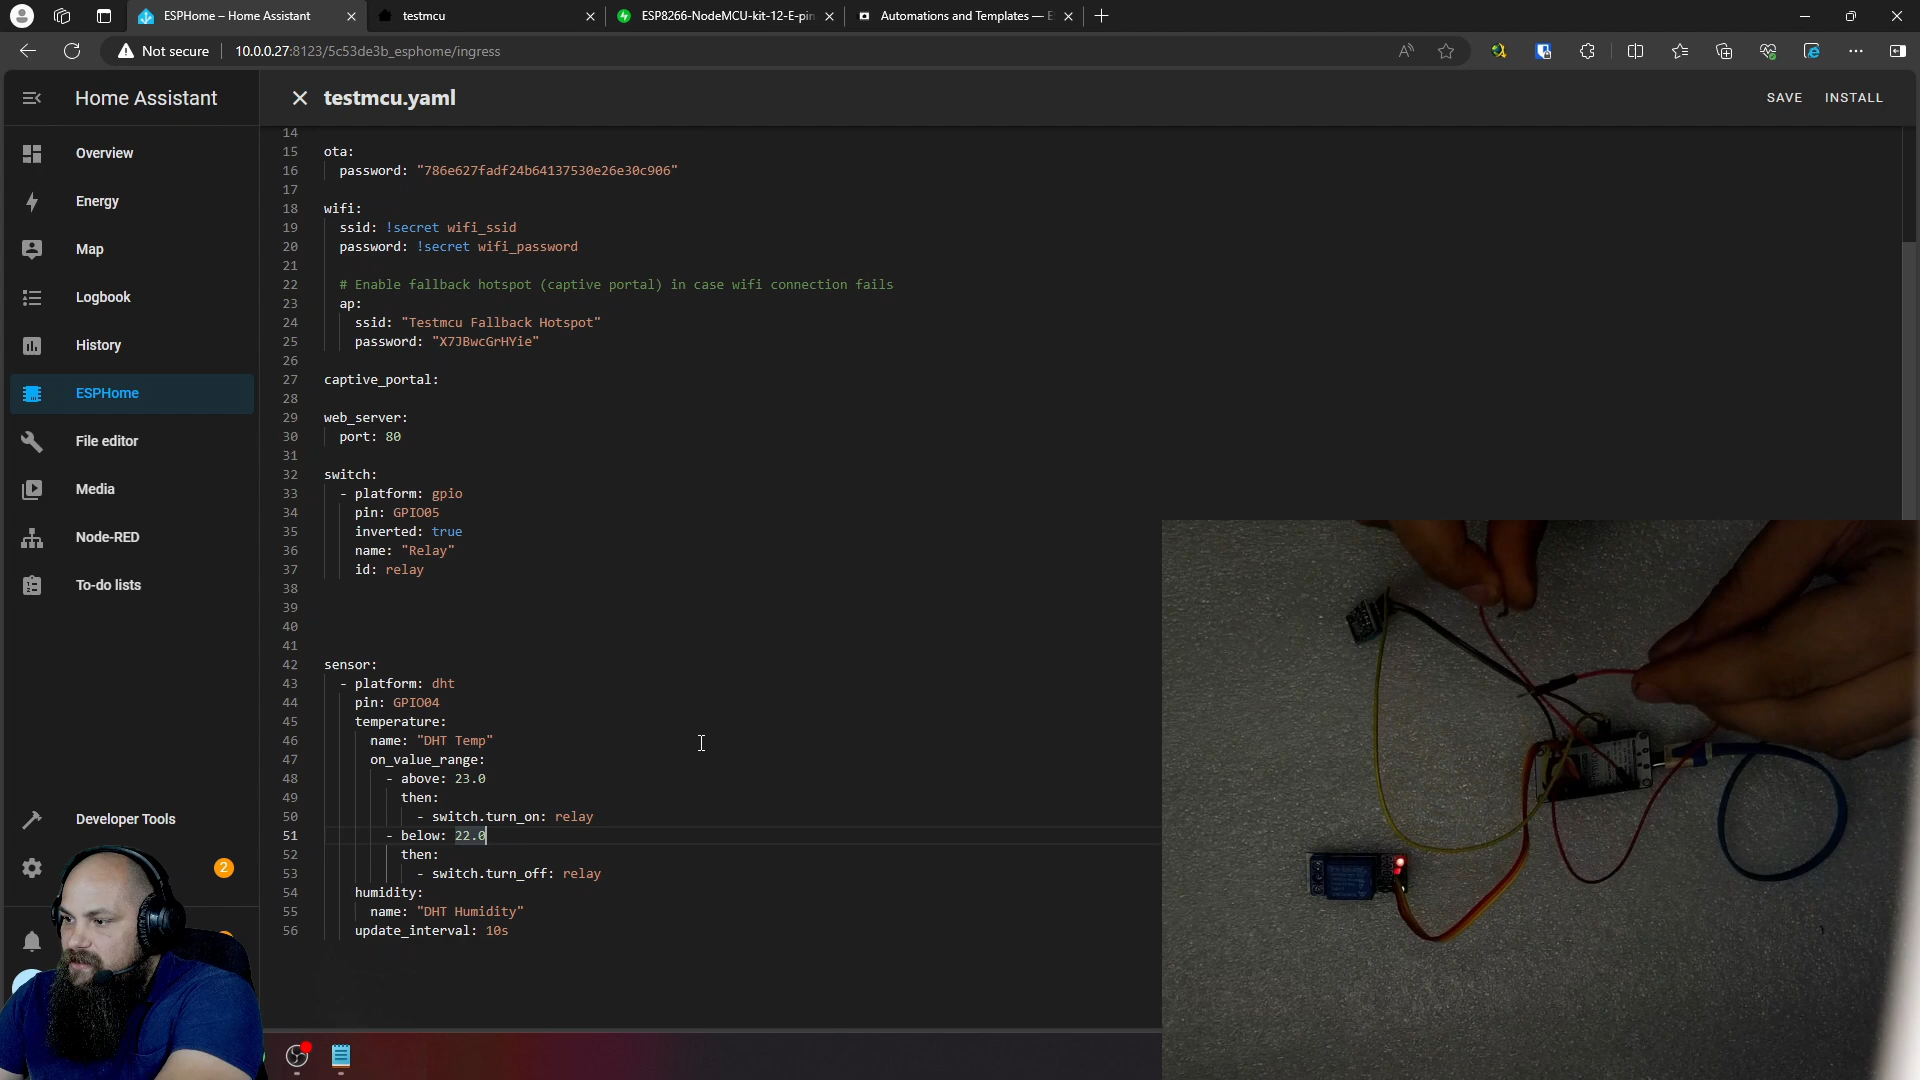 ESPHome – Home Assistant
testmcu
ESP8266-NodeMCU-kit-12-E-pin
Automations and Templates — E
Not secure
10.0.0.27:8123/5c53de3b_esphome/ingress
Home Assistant
testmcu.yaml
SAVE
INSTALL
Overview
Energy
Map
Logbook
History
ESPHome
File editor
Media
Node-RED
To-do lists
Developer Tools
2
14
15 ota:
16 password: "786e627fadf24b64137530e26e30c906"
17
18 wifi:
19 ssid: !secret wifi_ssid
20 password: !secret wifi_password
21
22 # Enable fallback hotspot (captive portal) in case wifi connection fails
23 ap:
24 ssid: "Testmcu Fallback Hotspot"
25 password: "X7JBwcGrHYie"
26
27 captive_portal:
28
29 web_server:
30 port: 80
31
32 switch:
33 - platform: gpio
34 pin: GPIO05
35 inverted: true
36 name: "Relay"
37 id: relay
38
39
40
41
42 sensor:
43 - platform: dht
44 pin: GPIO04
45 temperature:
46 name: "DHT Temp"
47 on_value_range:
48 - above: 23.0
49 then:
50 - switch.turn_on: relay
51 - below: 22.0
52 then:
53 - switch.turn_off: relay
54 humidity:
55 name: "DHT Humidity"
56 update_interval: 10s